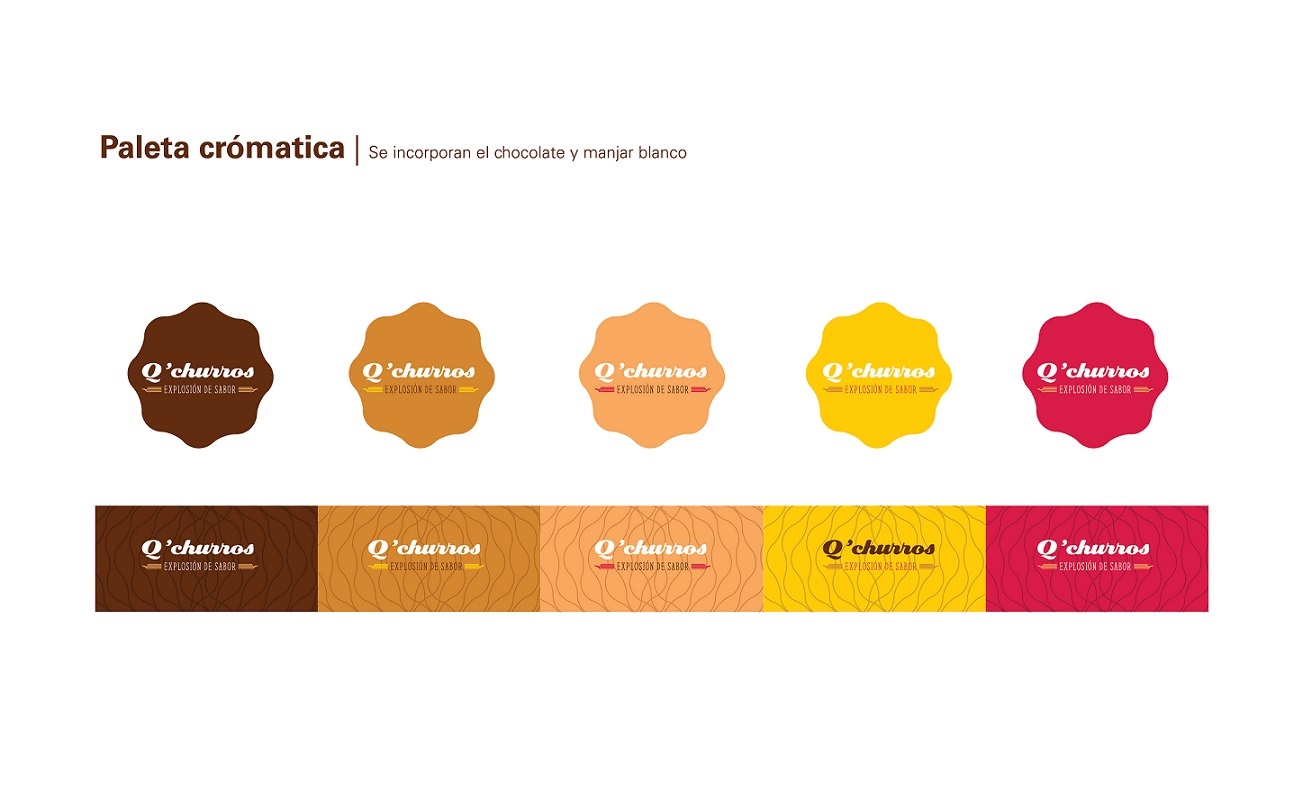 Paleta crómatica | Se incorporan el chocolate y manjar blanco
Q'churros
EXPLOSIÓN DE SABOR
Q'churros
EXPLOSIÓN DE SABOR
Q'churros
EXPLOSIÓN DE SABOR
Q'churros
EXPLOSIÓN DE SABOR
Q'churros
EXPLOSIÓN DE SABOR
Q'churros
EXPLOSIÓN DE SABOR
Q'churros
EXPLOSIÓN DE SABOR
Q'churros
EXPLOSIÓN DE SABOR
Q'churros
EXPLOSIÓN DE SABOR
Q'churros
EXPLOSIÓN DE SABOR